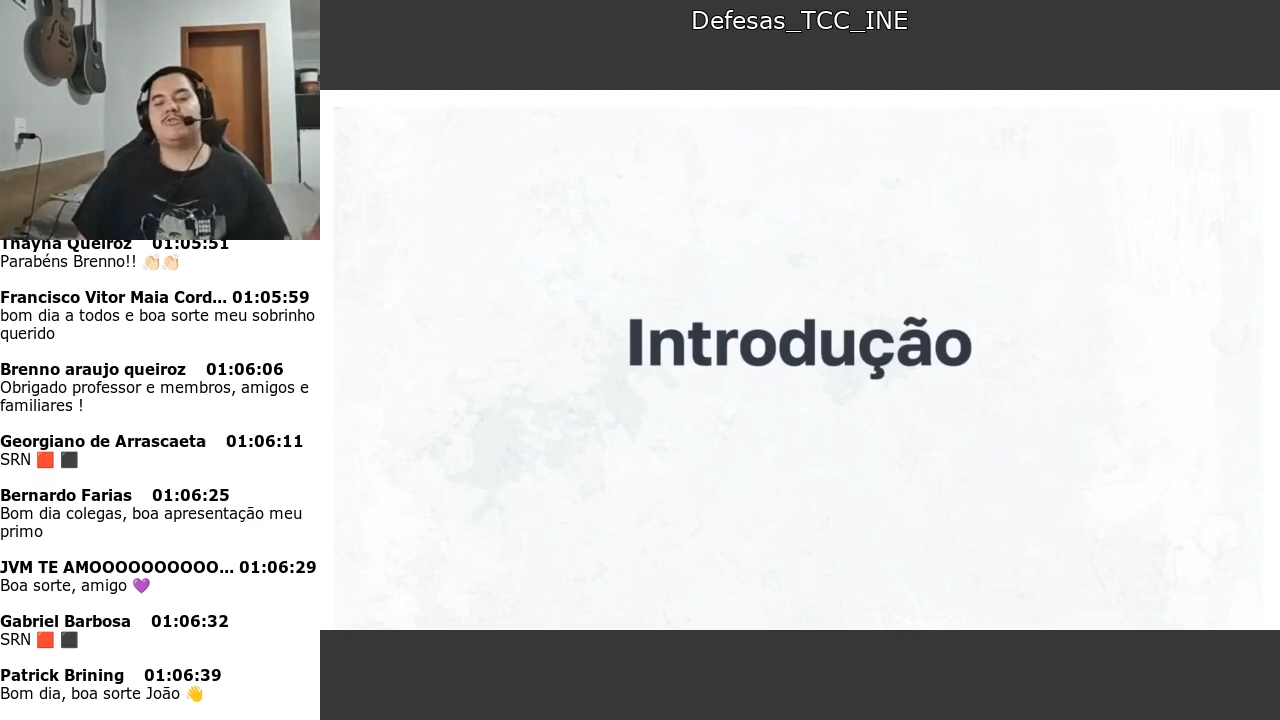 Defesas_TCC_INE
Introdução
Thayna Queiroz 01:05:51
Parabéns Brenno!! 👏🏻👏🏻
Francisco Vitor Maia Cord... 01:05:59
bom dia a todos e boa sorte meu sobrinho
querido
Brenno araujo queiroz 01:06:06
Obrigado professor e membros, amigos e
familiares !
Georgiano de Arrascaeta 01:06:11
SRN 🟥 ⬛
Bernardo Farias 01:06:25
Bom dia colegas, boa apresentação meu
primo
JVM TE AMOOOOOOOOOO... 01:06:29
Boa sorte, amigo 💜
Gabriel Barbosa 01:06:32
SRN 🟥 ⬛
Patrick Brining 01:06:39
Bom dia, boa sorte João 👋